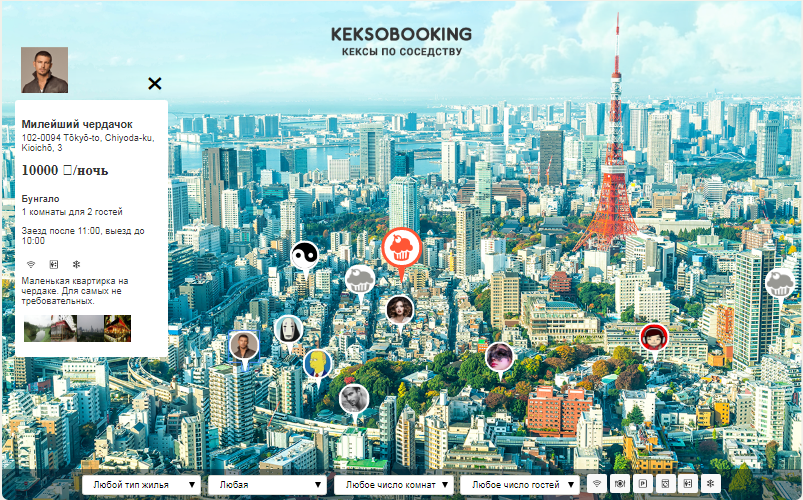 KEKSOBOOKING
КЕКСЫ ПО СОСЕДСТВУ
Милейший чердачок
102-0094 Tōkyō-to, Chiyoda-ku,
Kioichō, 3
10000 ▯/ночь
Бунгало
1 комнаты для 2 гостей
Заезд после 11:00, выезд до
10:00
Маленькая квартирка на
чердаке. Для самых не
требовательных.
Любой тип жилья ▼
Любая ▼
Любое число комнат ▼
Любое число гостей ▼
P